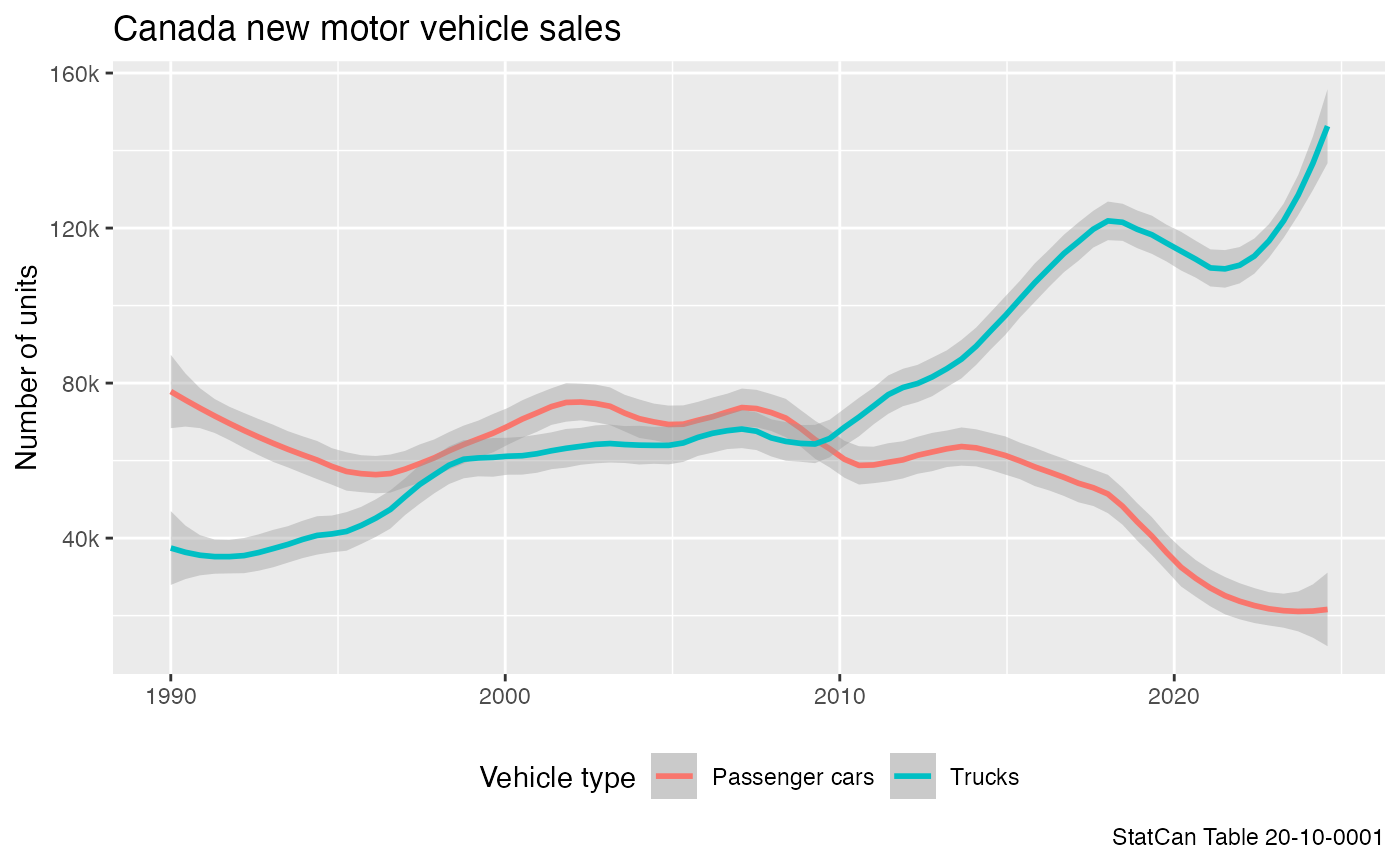 Canada new motor vehicle sales
160k
120k
80k
40k
Number of units
1990 2000 2010 2020
Vehicle type Passenger cars Trucks
StatCan Table 20-10-0001